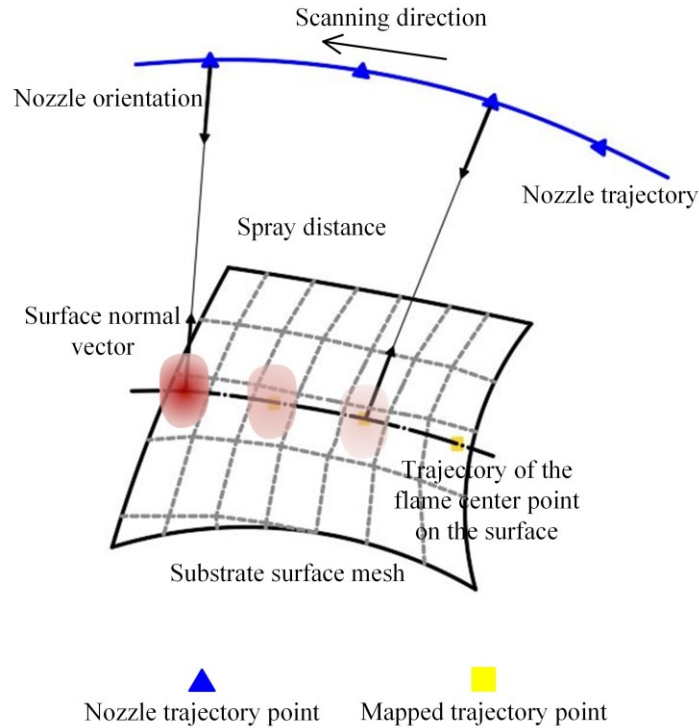 Scanning direction
Nozzle orientation
Nozzle trajectory
Spray distance
Surface normal
vector
Trajectory of the
flame center point
on the surface
Substrate surface mesh
Nozzle trajectory point
Mapped trajectory point